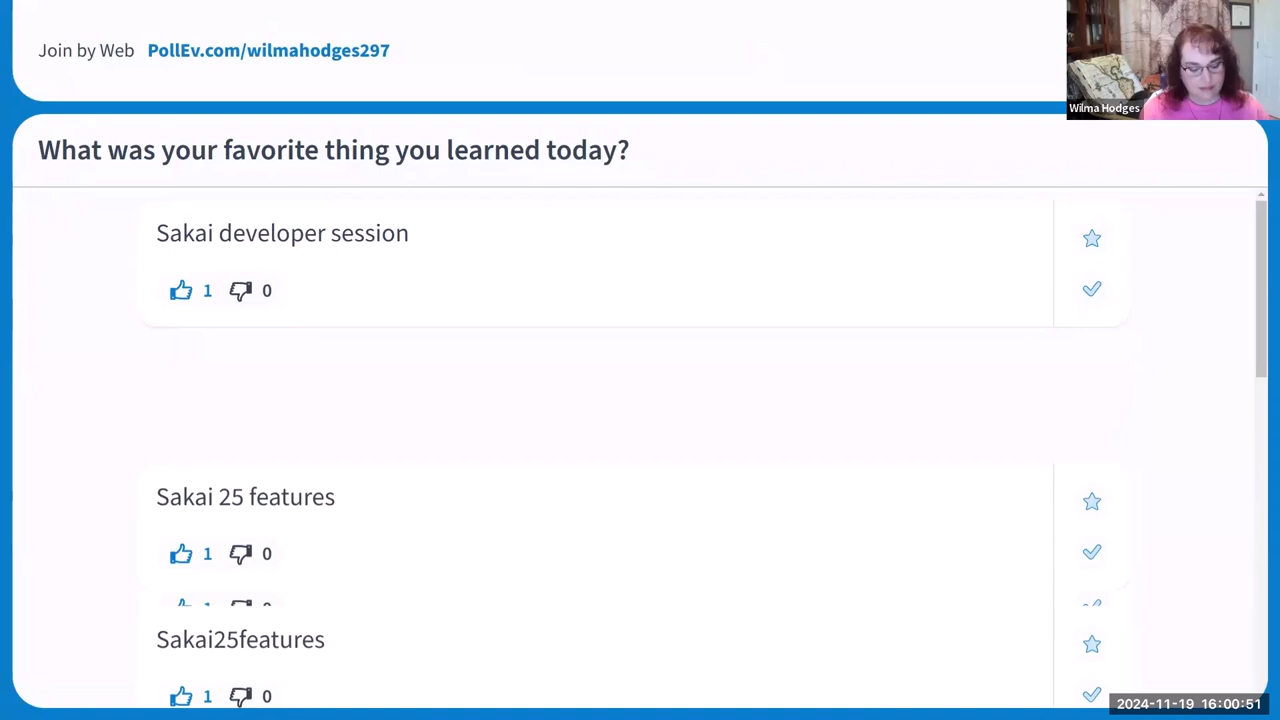 Join by Web PollEv.com/wilmahodges297
Wilma Hodges
What was your favorite thing you learned today?
Sakai developer session
1 0
Sakai 25 features
1 0
Sakai25features
1 0
2024-11-19 16:00:51